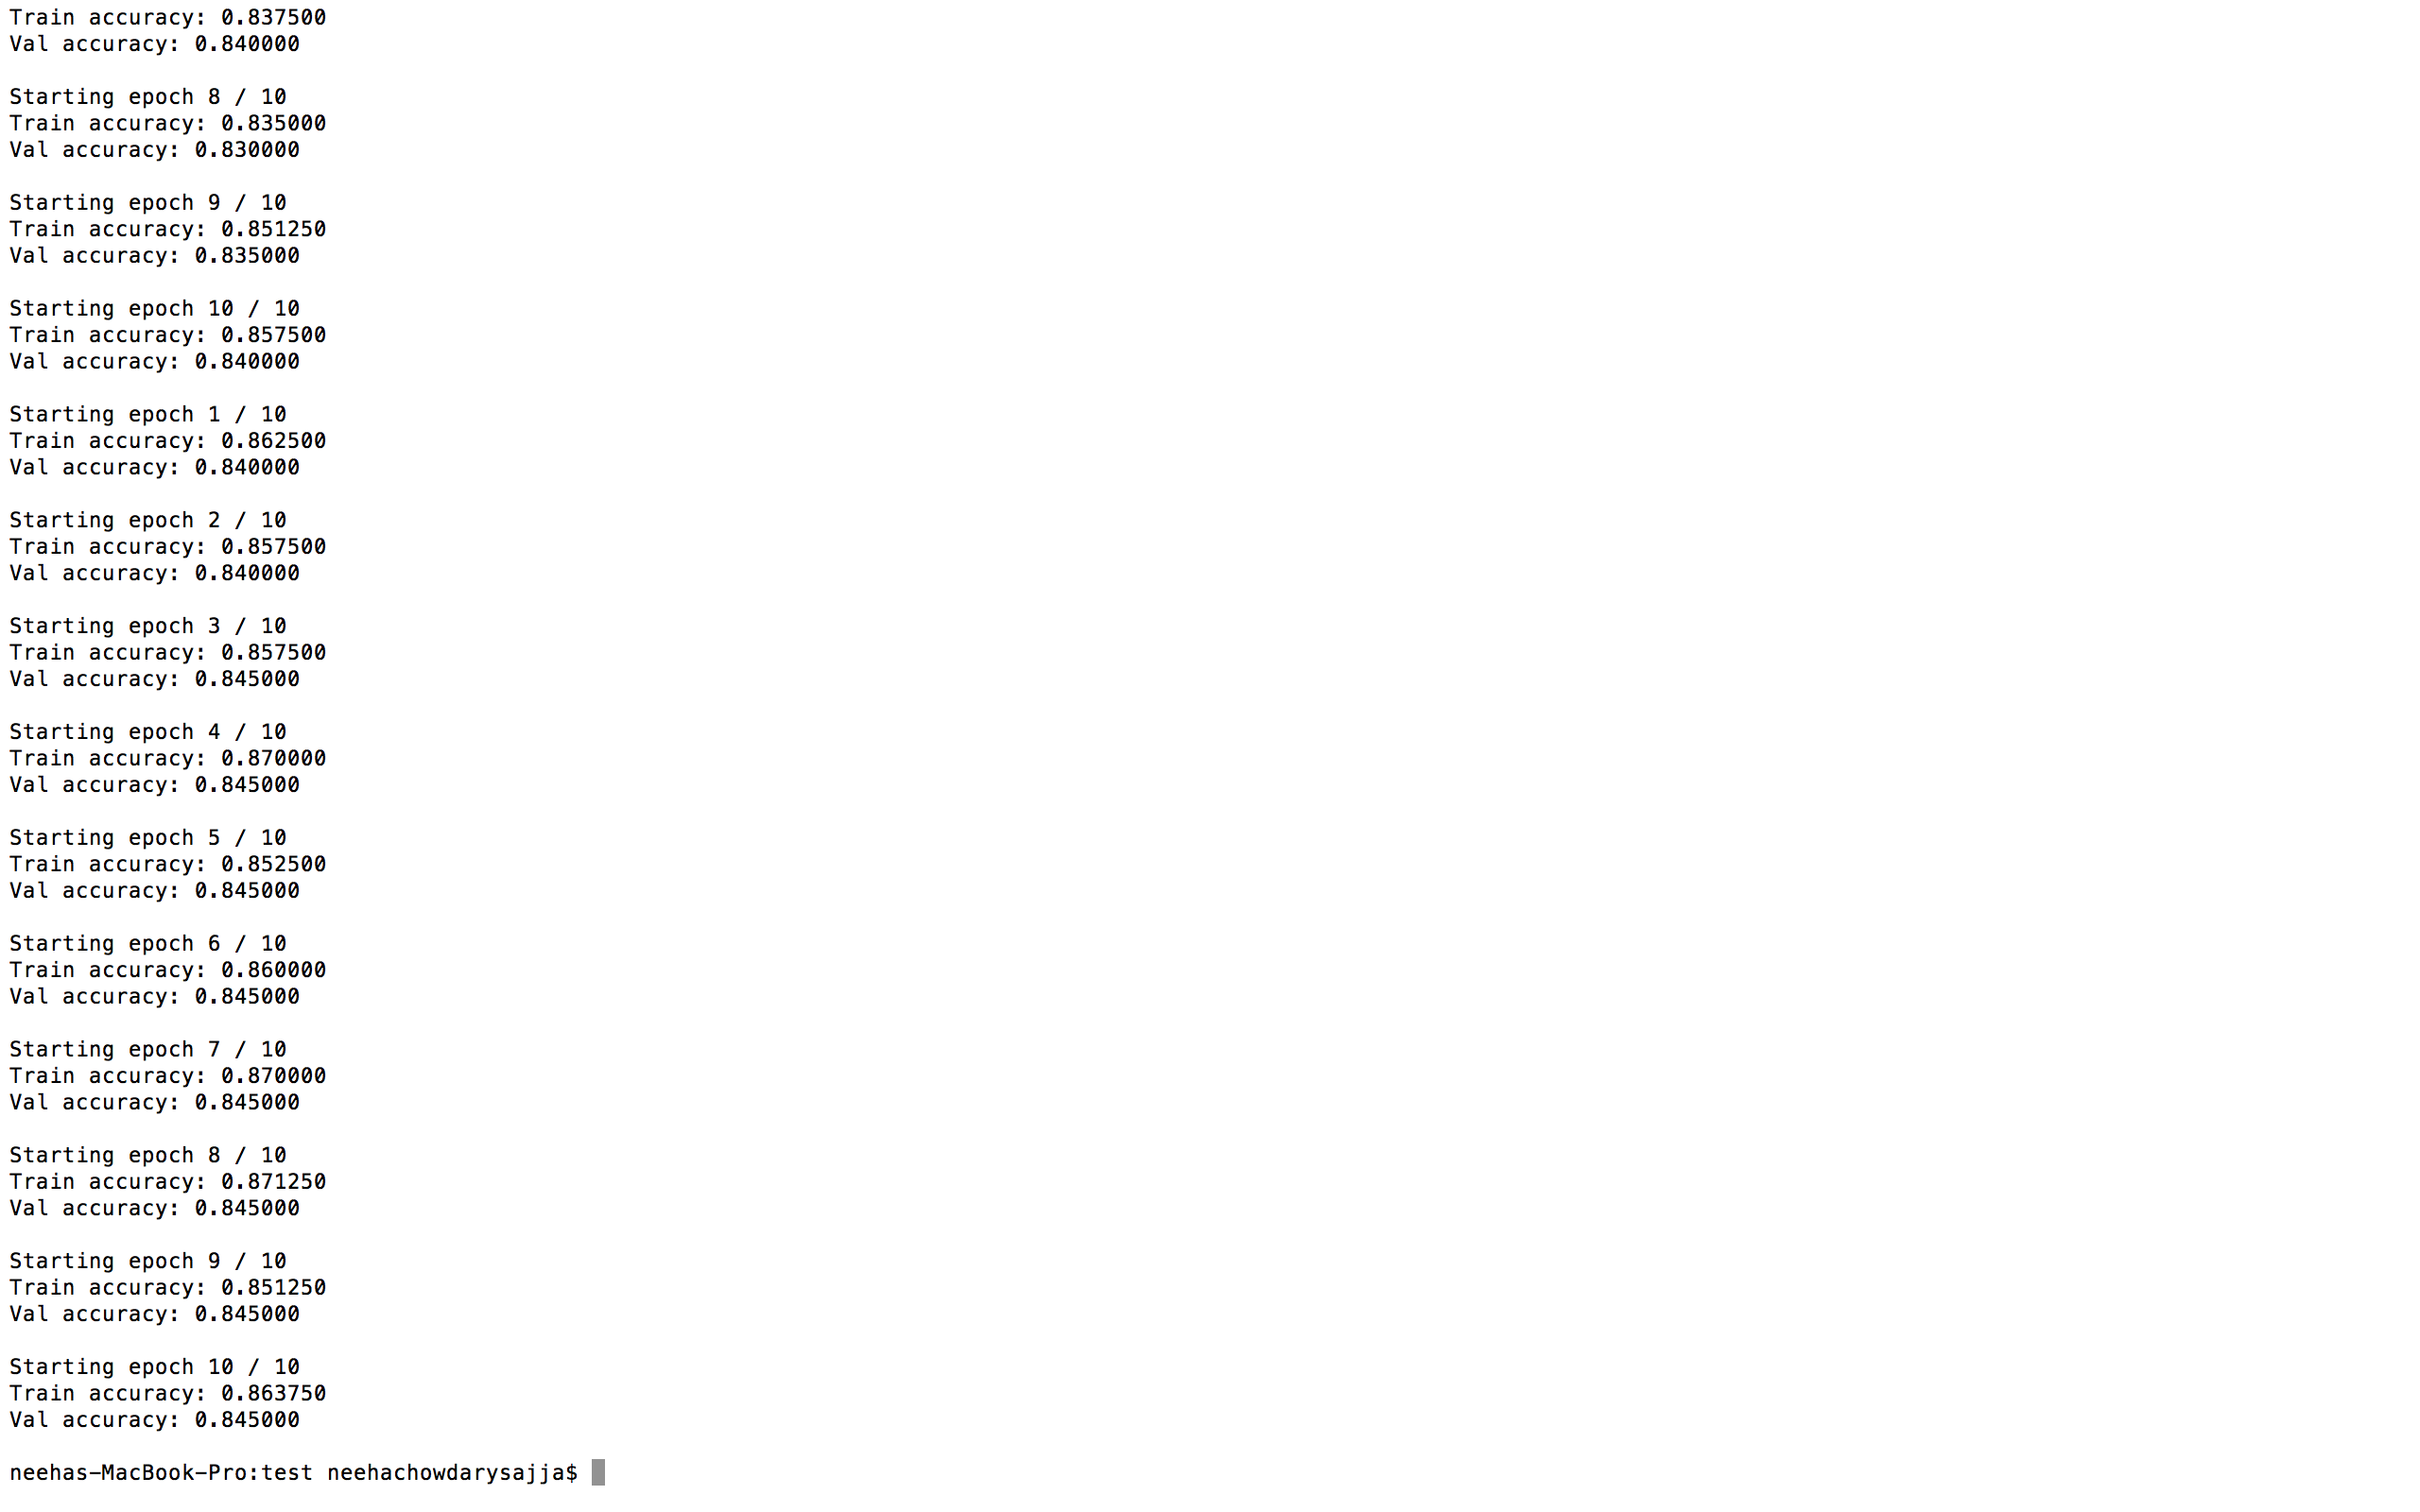 Train accuracy: 0.837500
Val accuracy: 0.840000
Starting epoch 8 / 10
Train accuracy: 0.835000
Val accuracy: 0.830000
Starting epoch 9 / 10
Train accuracy: 0.851250
Val accuracy: 0.835000
Starting epoch 10 / 10
Train accuracy: 0.857500
Val accuracy: 0.840000
Starting epoch 1 / 10
Train accuracy: 0.862500
Val accuracy: 0.840000
Starting epoch 2 / 10
Train accuracy: 0.857500
Val accuracy: 0.840000
Starting epoch 3 / 10
Train accuracy: 0.857500
Val accuracy: 0.845000
Starting epoch 4 / 10
Train accuracy: 0.870000
Val accuracy: 0.845000
Starting epoch 5 / 10
Train accuracy: 0.852500
Val accuracy: 0.845000
Starting epoch 6 / 10
Train accuracy: 0.860000
Val accuracy: 0.845000
Starting epoch 7 / 10
Train accuracy: 0.870000
Val accuracy: 0.845000
Starting epoch 8 / 10
Train accuracy: 0.871250
Val accuracy: 0.845000
Starting epoch 9 / 10
Train accuracy: 0.851250
Val accuracy: 0.845000
Starting epoch 10 / 10
Train accuracy: 0.863750
Val accuracy: 0.845000
neehas-MacBook-Pro:test neehachowdarysajja$